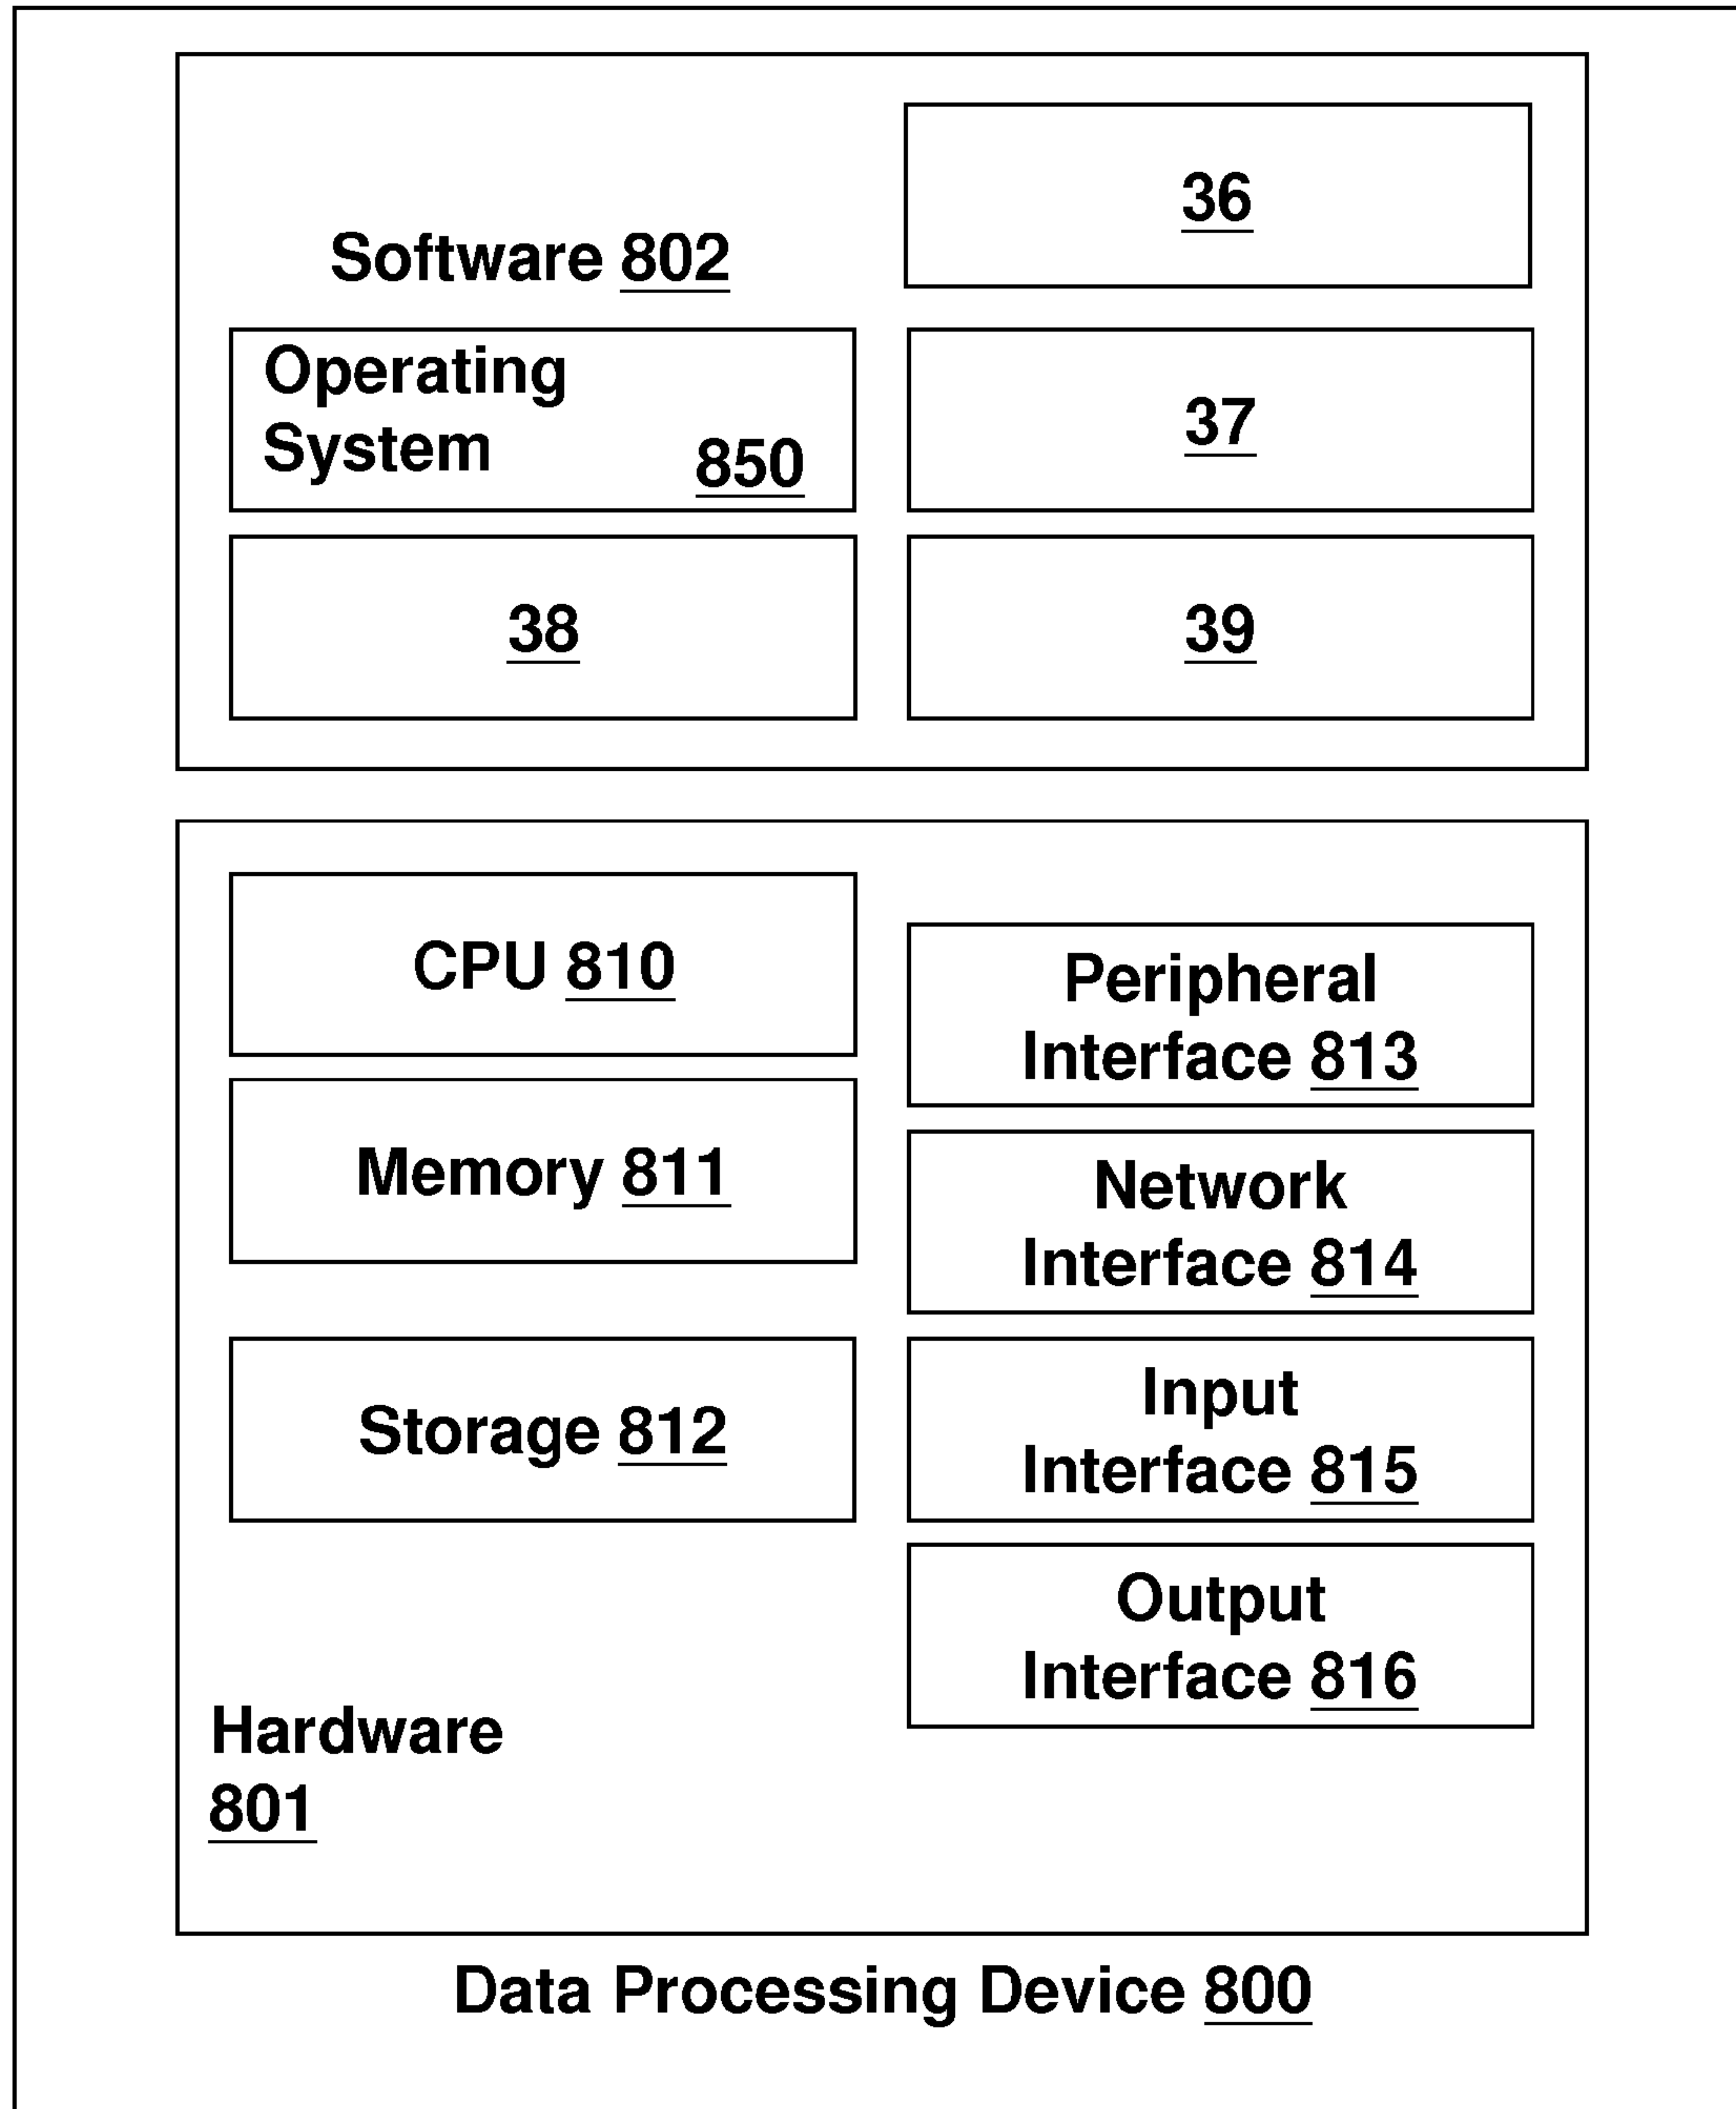 36
Software 802
Operating
System 850
37
38
39
CPU 810
Peripheral
Interface 813
Memory 811
Network
Interface 814
Storage 812
Input
Interface 815
Output
Interface 816
Hardware
801
Data Processing Device 800